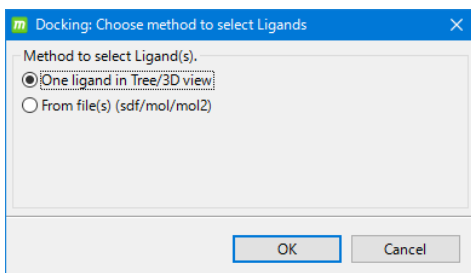 m Docking: Choose method to select Ligands
Method to select Ligand(s).
One ligand in Tree/3D view
From file(s) (sdf/mol/mol2)
OK Cancel